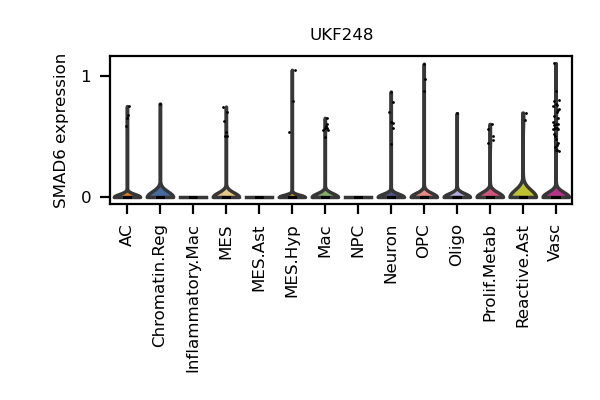 UKF248
SMAD6 expression
1
0
AC
Chromatin.Reg
Inflammatory.Mac
MES
MES.Ast
MES.Hyp
Mac
NPC
Neuron
OPC
Oligo
Prolif.Metab
Reactive.Ast
Vasc